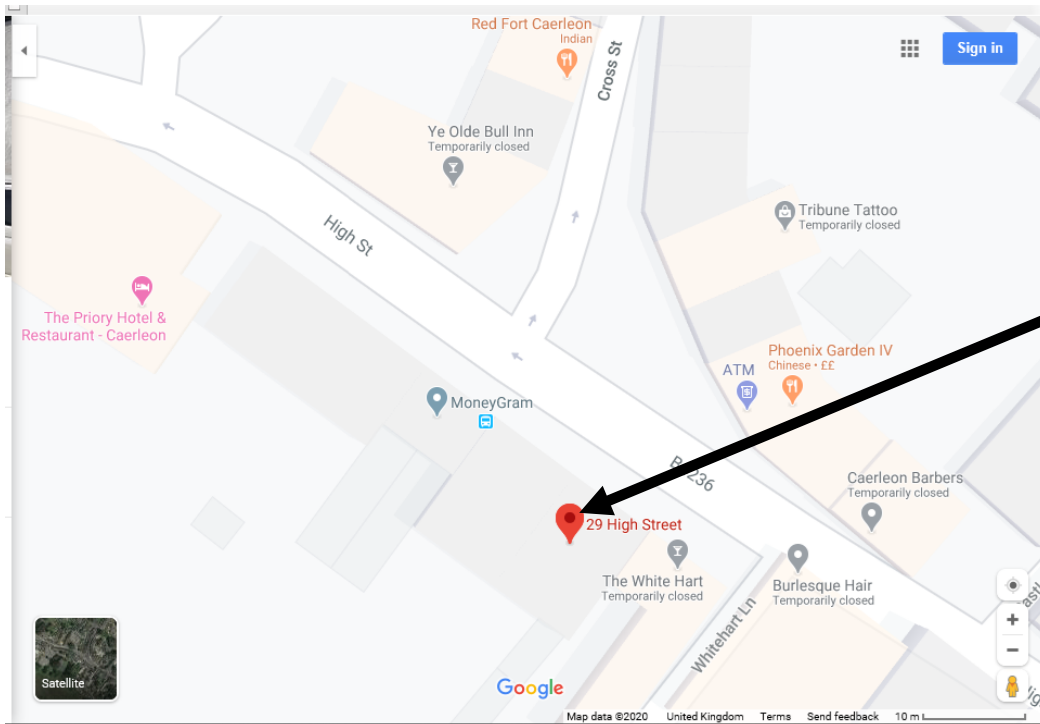 Red Fort Caerleon
Indian
Sign in
Cross St
Ye Olde Bull Inn
Temporarily closed
Tribune Tattoo
Temporarily closed
High St
The Priory Hotel &
Restaurant - Caerleon
Phoenix Garden IV
Chinese • ££
ATM
MoneyGram
Caerleon Barbers
Temporarily closed
29 High Street
The White Hart
Temporarily closed
Burlesque Hair
Temporarily closed
Whitehart Ln
Satellite
Google
Map data ©2020 United Kingdom Terms Send feedback 10 m